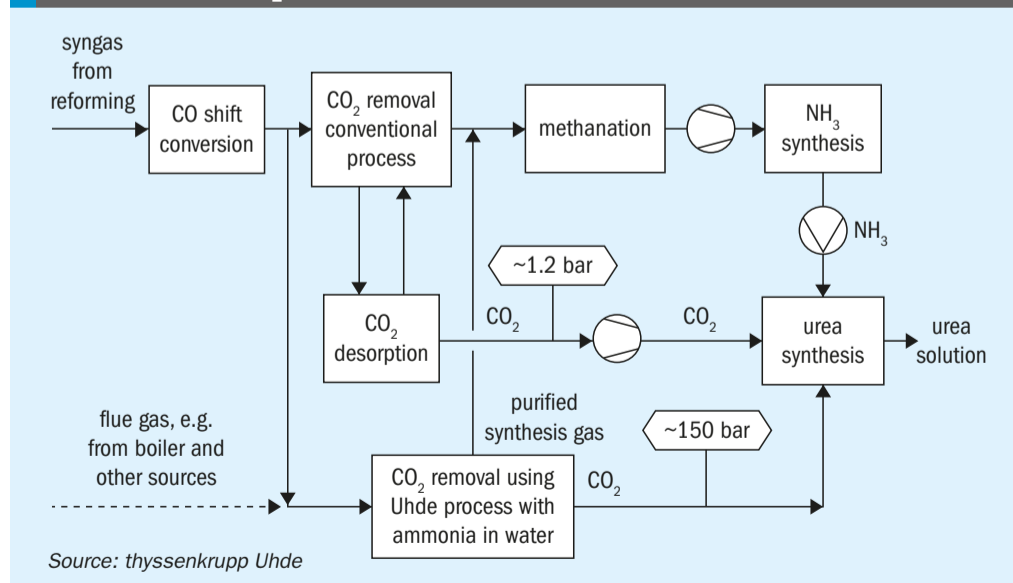 syngas
from
reforming
CO shift
conversion
CO₂ removal
conventional
process
methanation
NH₃
synthesis
NH₃
~1.2 bar
CO₂
desorption
CO₂
CO₂
urea
synthesis
urea
solution
flue gas, e.g.
from boiler and
other sources
purified
synthesis gas
~150 bar
CO₂ removal using
Uhde process with
ammonia in water
CO₂
Source: thyssenkrupp Uhde